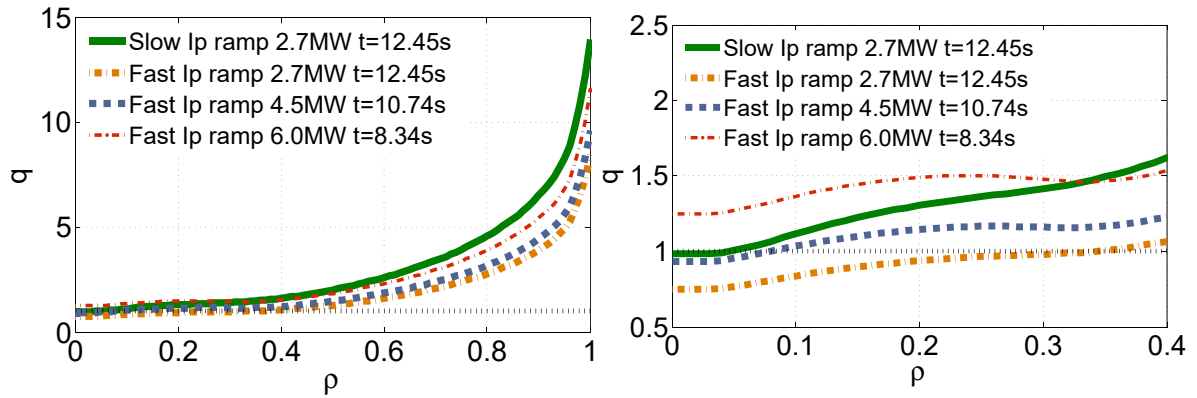 15
10
5
0
q
Slow Ip ramp 2.7MW t=12.45s
Fast Ip ramp 2.7MW t=12.45s
Fast Ip ramp 4.5MW t=10.74s
Fast Ip ramp 6.0MW t=8.34s
0 0.2 0.4 0.6 0.8 1
ρ
2.5
2
1.5
1
0.5
q
Slow Ip ramp 2.7MW t=12.45s
Fast Ip ramp 2.7MW t=12.45s
Fast Ip ramp 4.5MW t=10.74s
Fast Ip ramp 6.0MW t=8.34s
0 0.1 0.2 0.3 0.4
ρ